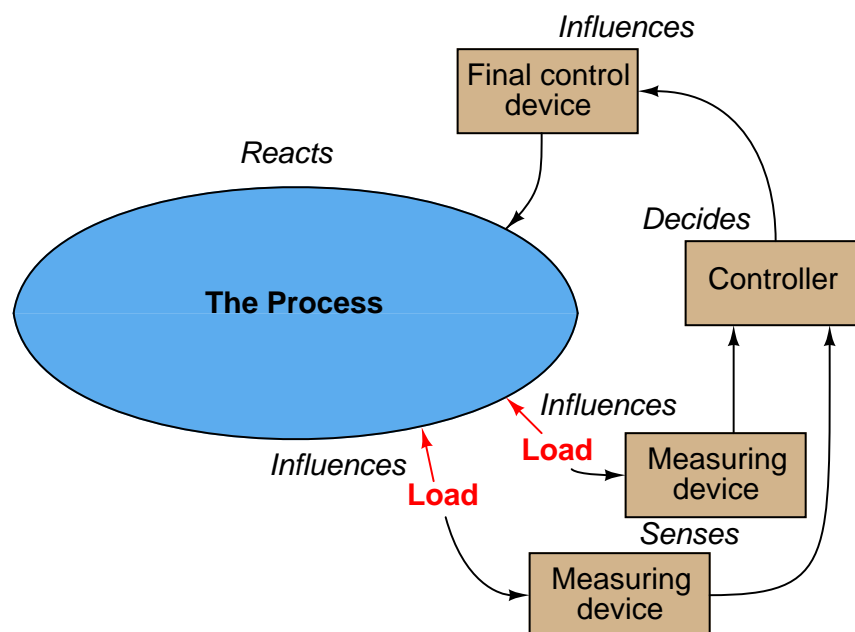 Influences
Final control
device
Reacts
Decides
Controller
The Process
Influences
Load
Influences
Load
Measuring
device
Senses
Measuring
device